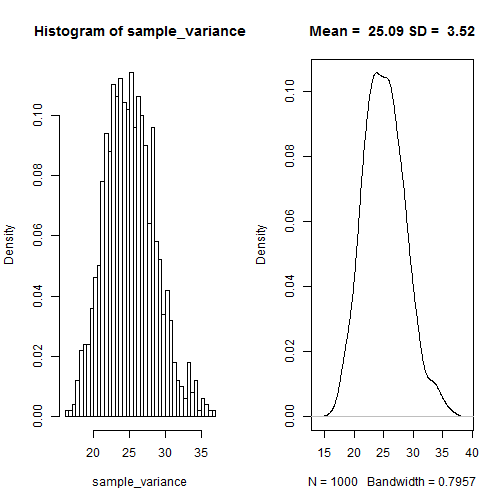 Histogram of sample_variance
Density
0.00 0.02 0.04 0.06 0.08 0.10
20 25 30 35
sample_variance
Mean =  25.09 SD =  3.52
Density
0.00 0.02 0.04 0.06 0.08 0.10
15 20 25 30 35 40
N = 1000   Bandwidth = 0.7957